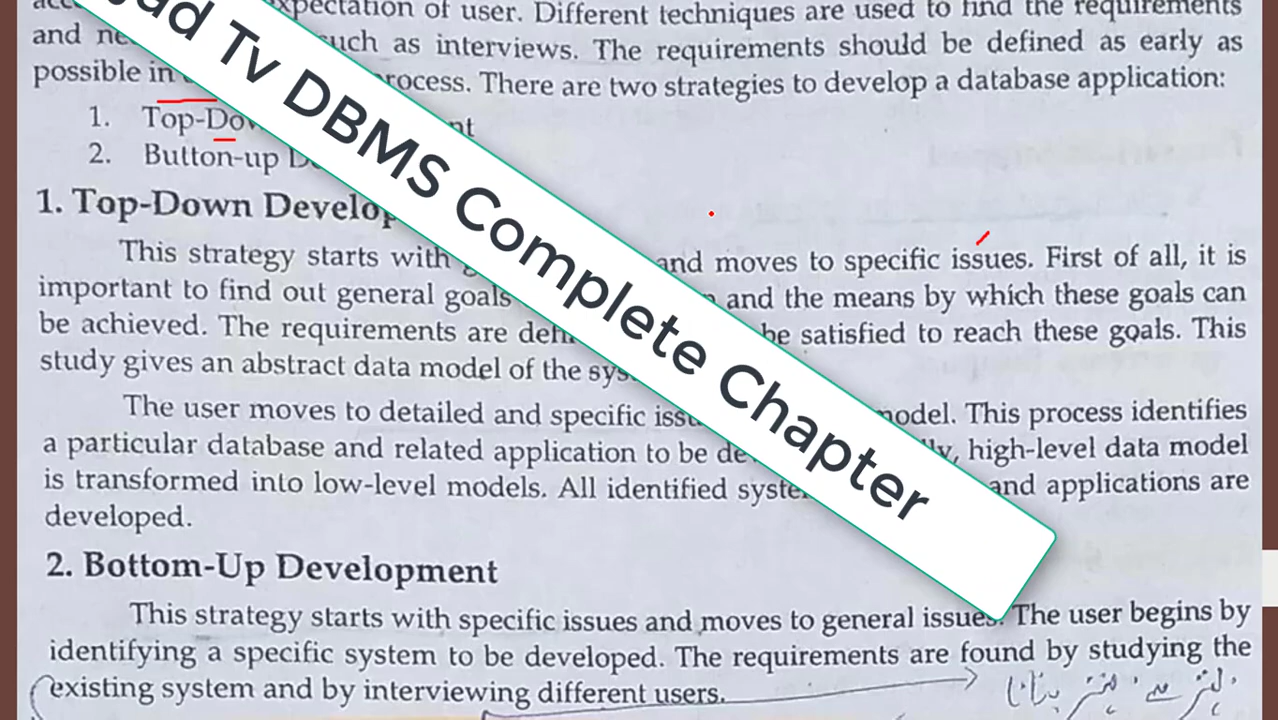 expectation of user. Different techniques are used to find the requirements
and such as interviews. The requirements should be defined as early as
possible in There are two strategies to develop a database application:
1. Top-Do
2. Button-up
1. Top-Down Develop
This strategy starts with and moves to specific issues. First of all, it is
important to find out general goals and the means by which these goals can
be achieved. The requirements are be satisfied to reach these goals. This
study gives an abstract data model of the
The user moves to detailed and specific model. This process identifies
a particular database and related application to be high-level data model
is transformed into low-level models. All identified and applications are
developed.
2. Bottom-Up Development
This strategy starts with specific issues and moves to general issues. The user begins by
identifying a specific system to be developed. The requirements are found by studying the
existing system and by interviewing different users.
Tv DBMS Complete Chapter